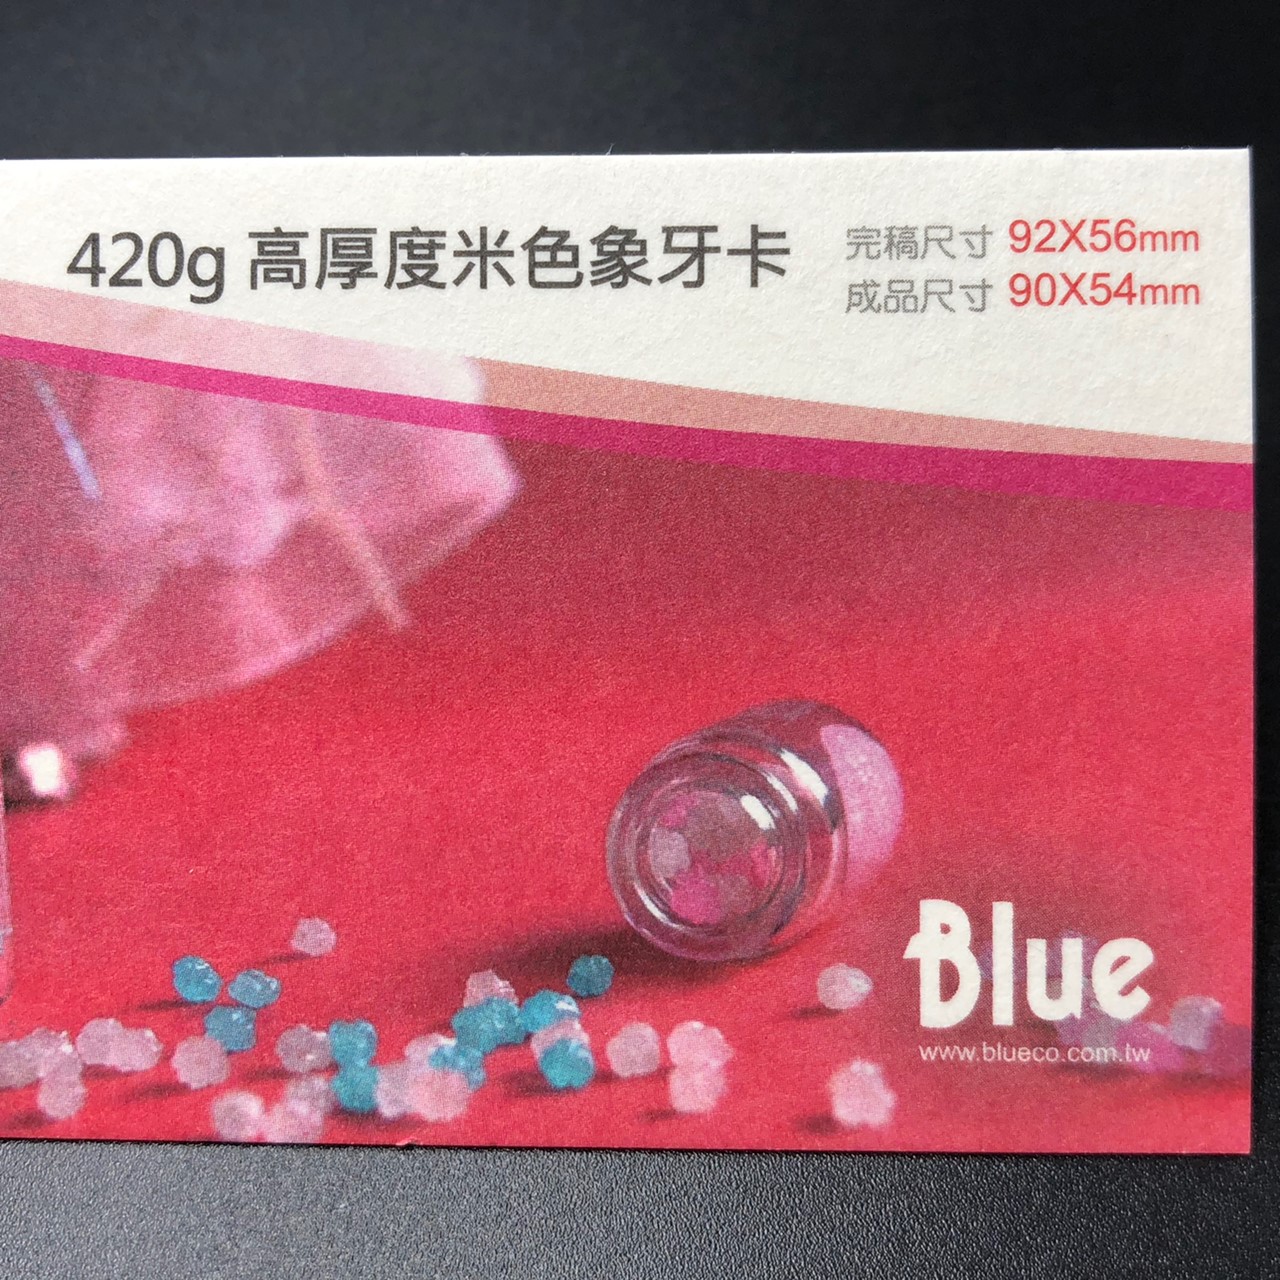 420g 高厚度米色象牙卡
完稿尺寸 92X56mm
成品尺寸 90X54mm
Blue
www.blueco.com.tw